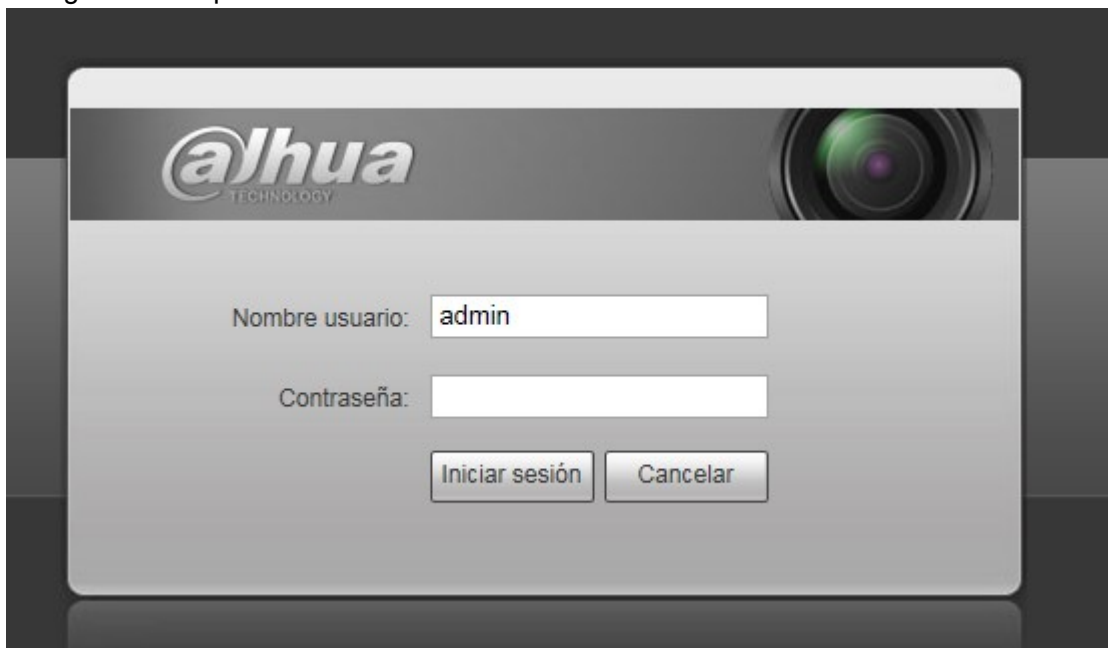 alhua
TECHNOLOGY
Nombre usuario: admin
Contraseña:
Iniciar sesión Cancelar